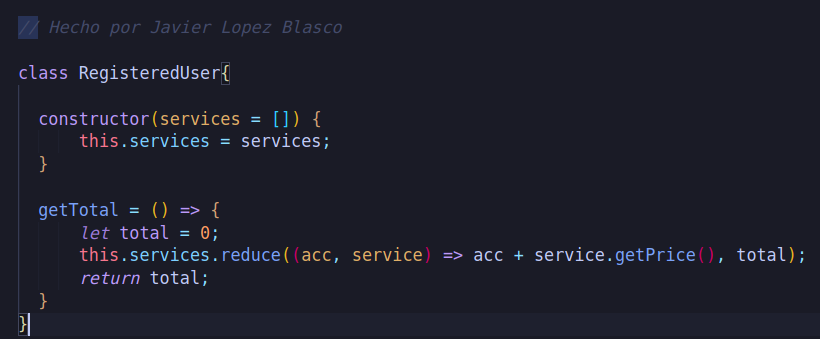 // Hecho por Javier Lopez Blasco
class RegisteredUser{
constructor(services = []) {
this.services = services;
}
getTotal = () => {
let total = 0;
this.services.reduce((acc, service) => acc + service.getPrice(), total);
return total;
}
}